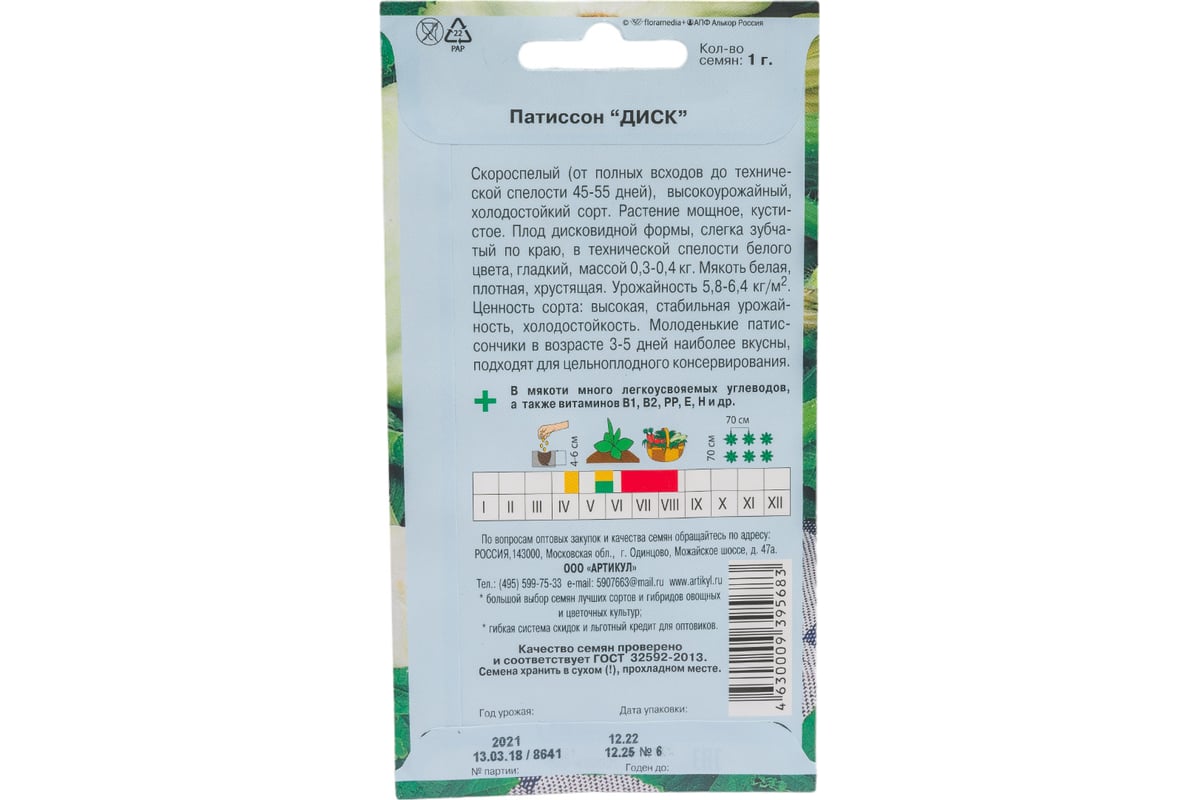 © floramedia+ АПФ Алькор Россия
22
PAP
Кол-во
семян: 1 г.
Патиссон “ДИСК”
Скороспелый (от полных всходов до техниче-
ской спелости 45-55 дней), высокоурожайный,
холодостойкий сорт. Растение мощное, кусти-
стое. Плод дисковидной формы, слегка зубча-
тый по краю, в технической спелости белого
цвета, гладкий, массой 0,3-0,4 кг. Мякоть белая,
плотная, хрустящая. Урожайность 5,8-6,4 кг/м².
Ценность сорта: высокая, стабильная урожай-
ность, холодостойкость. Молоденькие патис-
сончики в возрасте 3-5 дней наиболее вкусны,
подходят для цельноплодного консервирования.
В мякоти много легкоусвояемых углеводов,
а также витаминов В1, В2, РР, Е, Н и др.
4-6 см
70 см
70 см
I II III IV V VI VII VIII IX X XI XII
По вопросам оптовых закупок и качества семян обращайтесь по адресу:
РОССИЯ,143000, Московская обл., г. Одинцово, Можайское шоссе, д. 47а.
ООО «АРТИКУЛ»
Тел.: (495) 599-75-33 e-mail: 5907663@mail.ru www.artikyl.ru
* большой выбор семян лучших сортов и гибридов овощных
и цветочных культур;
* гибкая система скидок и льготный кредит для оптовиков.
Качество семян проверено
и соответствует ГОСТ 32592-2013.
Семена хранить в сухом (!), прохладном месте.
4 630009 395683
Год урожая:
Дата упаковки:
2021
12.22
13.03.18 / 8641
12.25 № 6
№ партии:
Годен до: